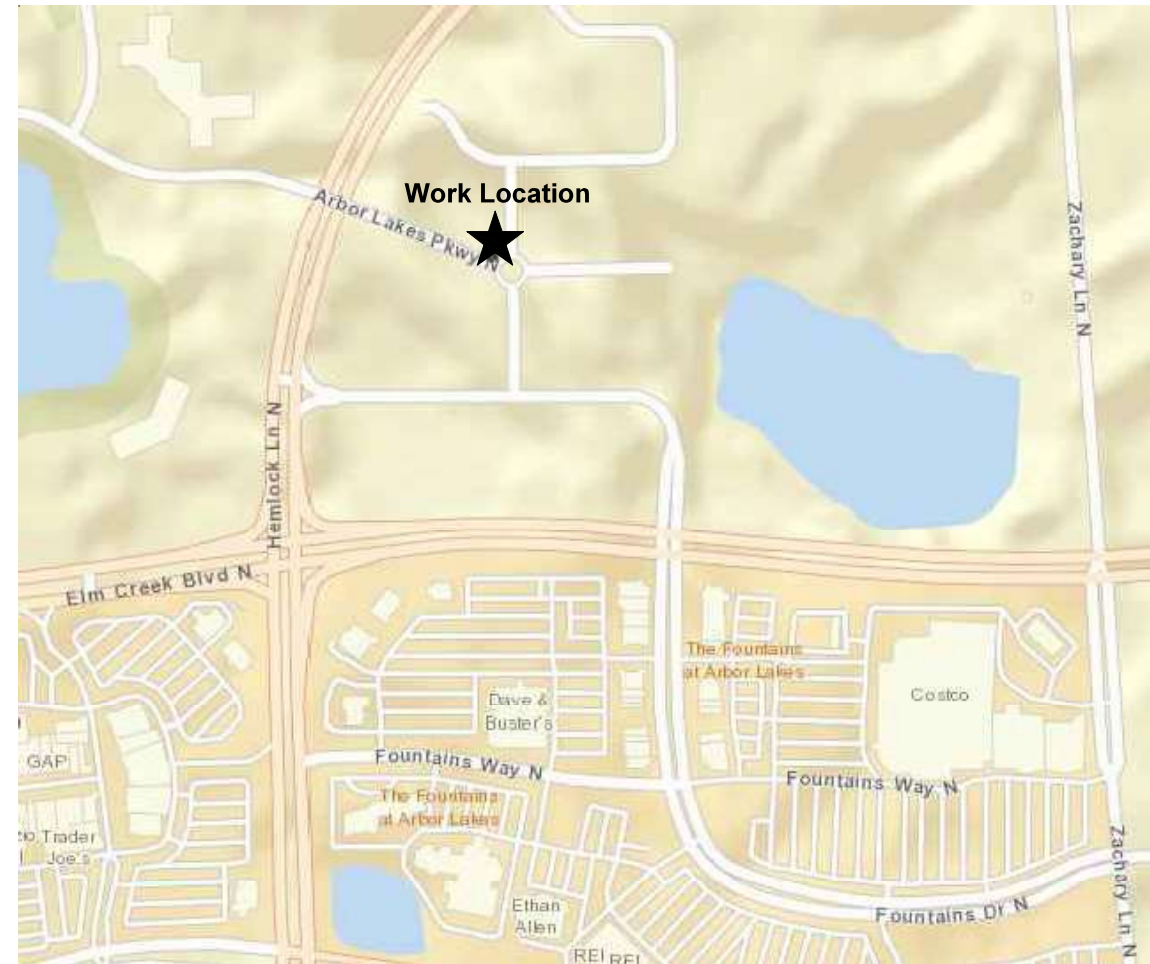 Work Location
Arbor Lakes Pkwy N
Zachary Ln N
Hemlock Ln N
Elm Creek Blvd N
The Fountains
at Arbor Lakes
Dave &
Buster's
Costco
GAP
Fountains Way N
Fountains Way N
The Fountains
at Arbor Lakes
Trader
Joe's
Zachary Ln N
Ethan
Allen
Fountains Dr N
REI REI